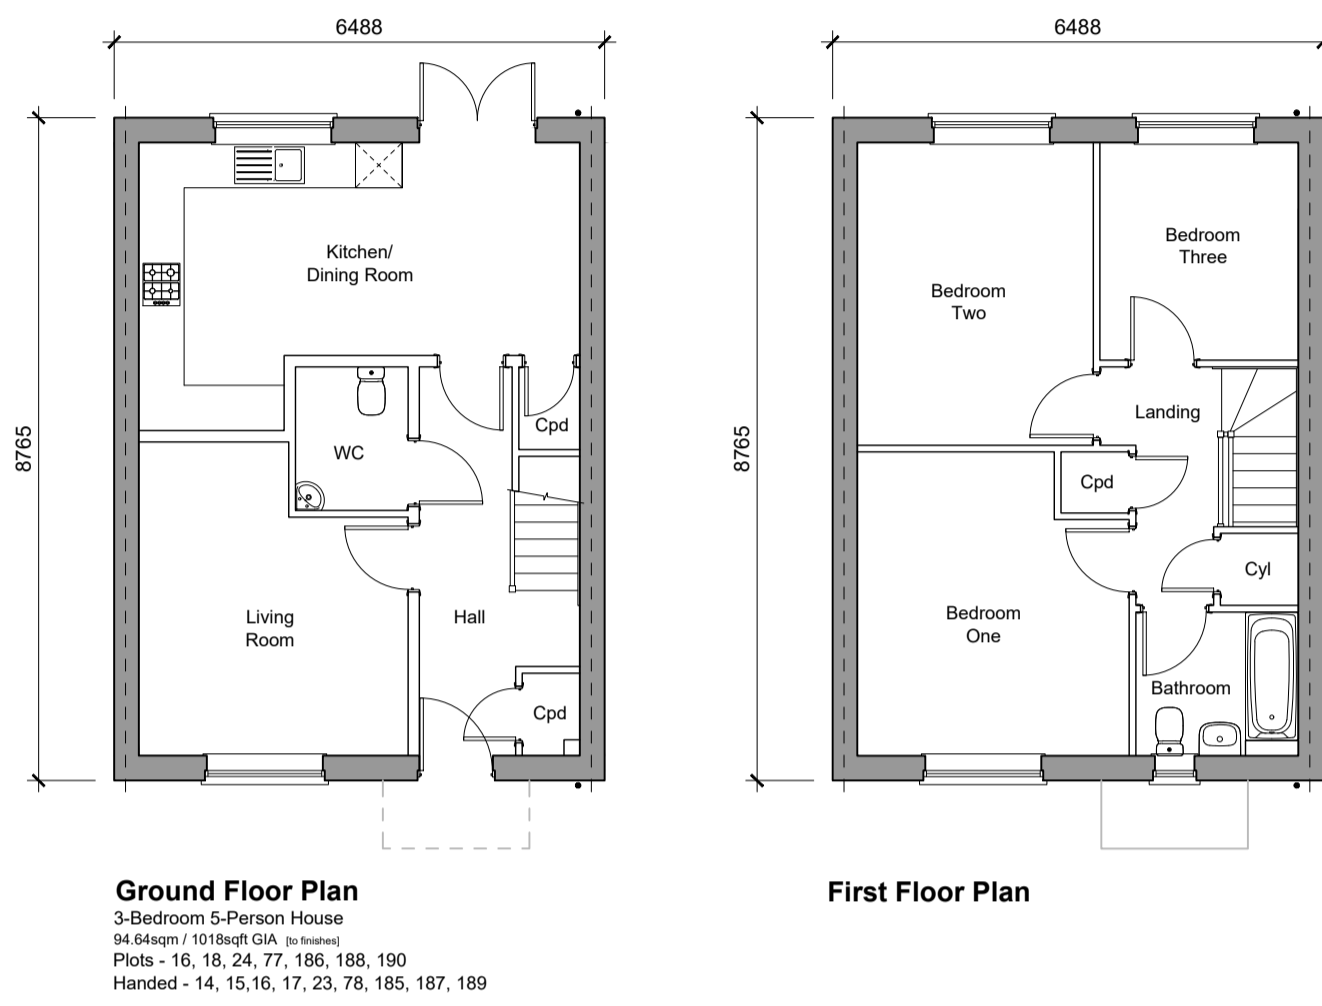 6488
6488
8765
8765
Kitchen/
Dining Room
Cpd
WC
Living
Room
Hall
Cpd
Bedroom
Two
Bedroom
Three
Landing
Cpd
Cyl
Bedroom
One
Bathroom
Ground Floor Plan
3-Bedroom 5-Person House
94.64sqm / 1018sqft GIA [to finishes]
Plots - 16, 18, 24, 77, 186, 188, 190
Handed - 14, 15,16, 17, 23, 78, 185, 187, 189
First Floor Plan